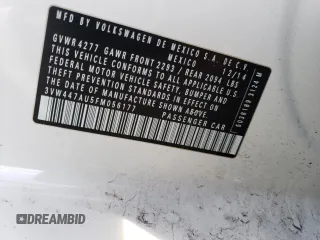 MFD BY VOLKSWAGEN DE MEXICO S.A. DE C.V.
MEXICO 12/14
GVWR 4277 GAWR FRONT 2293 / REAR 2094 LBS
THIS VEHICLE CONFORMS TO ALL APPLICABLE
FEDERAL MOTOR VEHICLE SAFETY, BUMPER AND
THEFT PREVENTION STANDARDS IN EFFECT ON
THE DATE OF MANUFACTURE SHOWN ABOVE.
3VW447AU5FM056177
PASSENGER CAR
DREAMBID